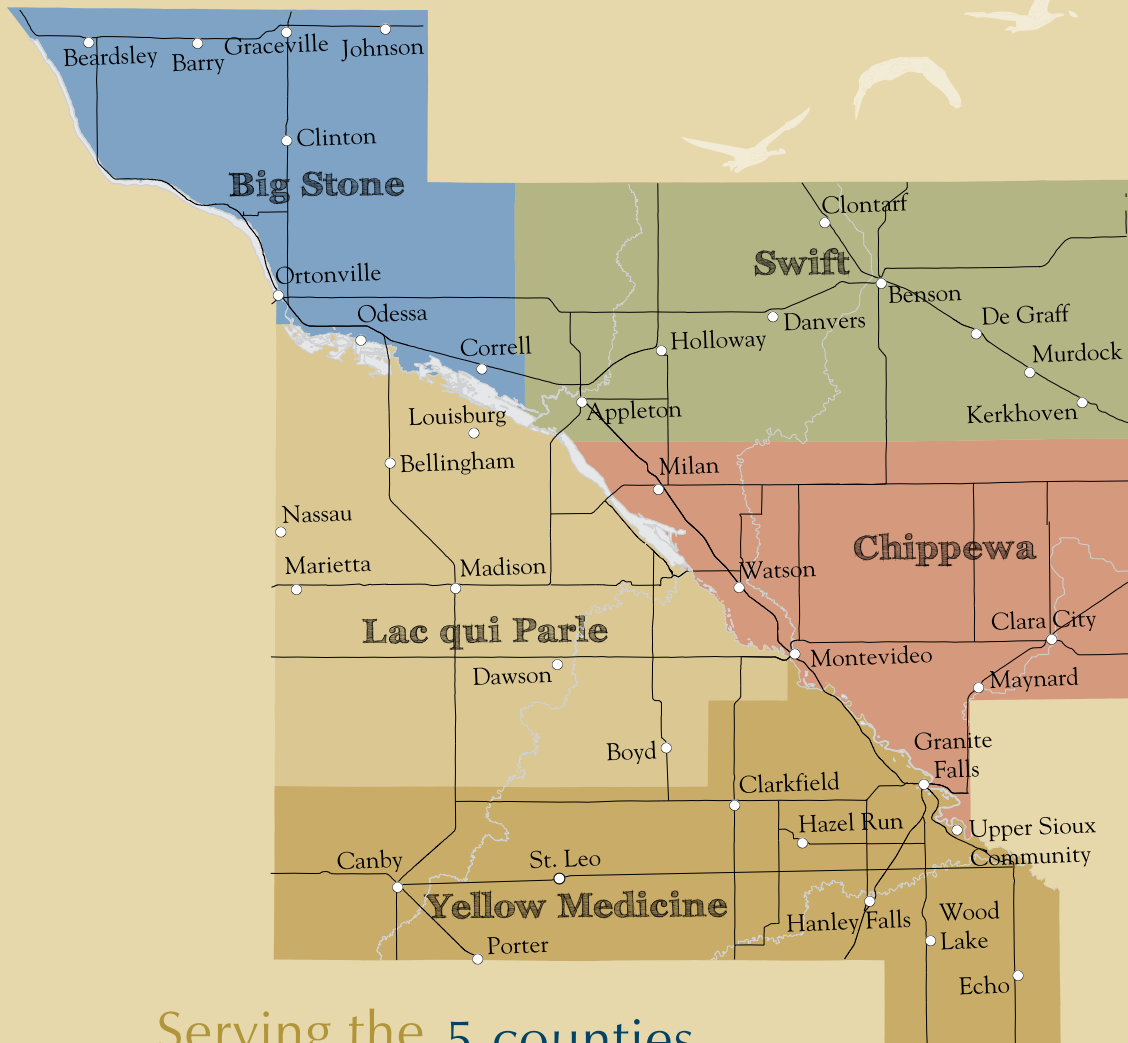 Beardsley
Barry
Graceville
Johnson
Clinton
Big Stone
Clontarf
Swift
Ortonville
Benson
Odessa
Danvers
De Graff
Holloway
Correll
Murdock
Louisburg
Appleton
Kerkhoven
Bellingham
Milan
Nassau
Chippewa
Marietta
Madison
Watson
Lac qui Parle
Clara City
Montevideo
Dawson
Maynard
Boyd
Granite
Falls
Clarkfield
Hazel Run
Upper Sioux
Community
Canby
St. Leo
Yellow Medicine
Hanley Falls
Wood
Lake
Porter
Echo
Serving the 5 counties